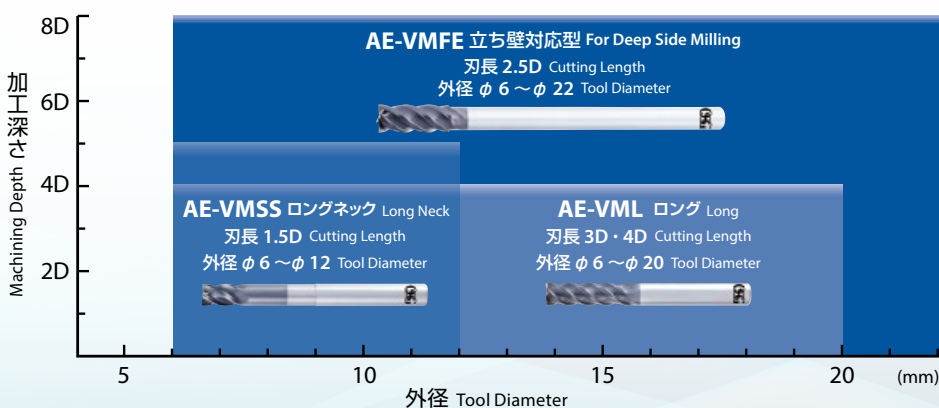 8D
6D
4D
2D
加工深さ Machining Depth
AE-VMFE 立ち壁対応型 For Deep Side Milling
刃長 2.5D Cutting Length
外径 φ 6 ～φ 22 Tool Diameter
OSG
AE-VMSS ロングネック Long Neck
刃長 1.5D Cutting Length
外径 φ 6 ～φ 12 Tool Diameter
OSG
AE-VML ロング Long
刃長 3D・4D Cutting Length
外径 φ 6 ～φ 20 Tool Diameter
OSG
5
10
15
20
(mm)
外径 Tool Diameter